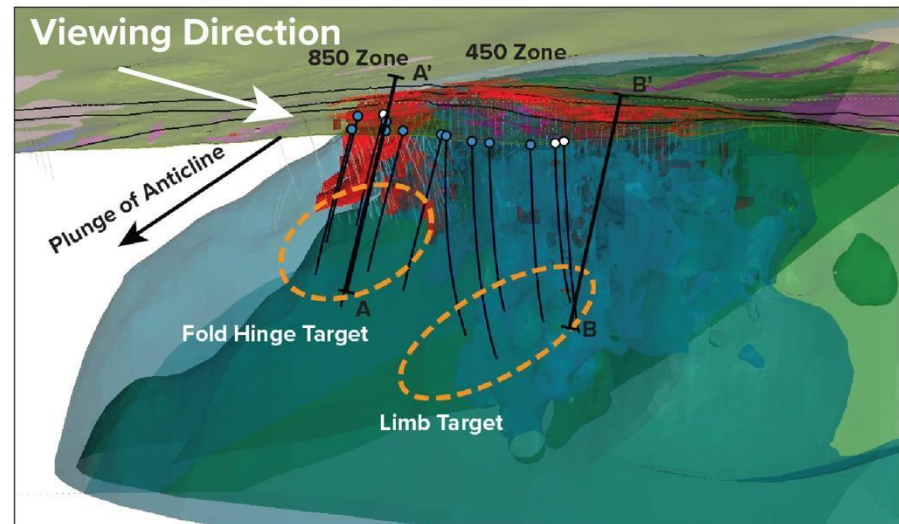 Viewing Direction
850 Zone
450 Zone
A'
B'
Plunge of Anticline
A
Fold Hinge Target
B
Limb Target